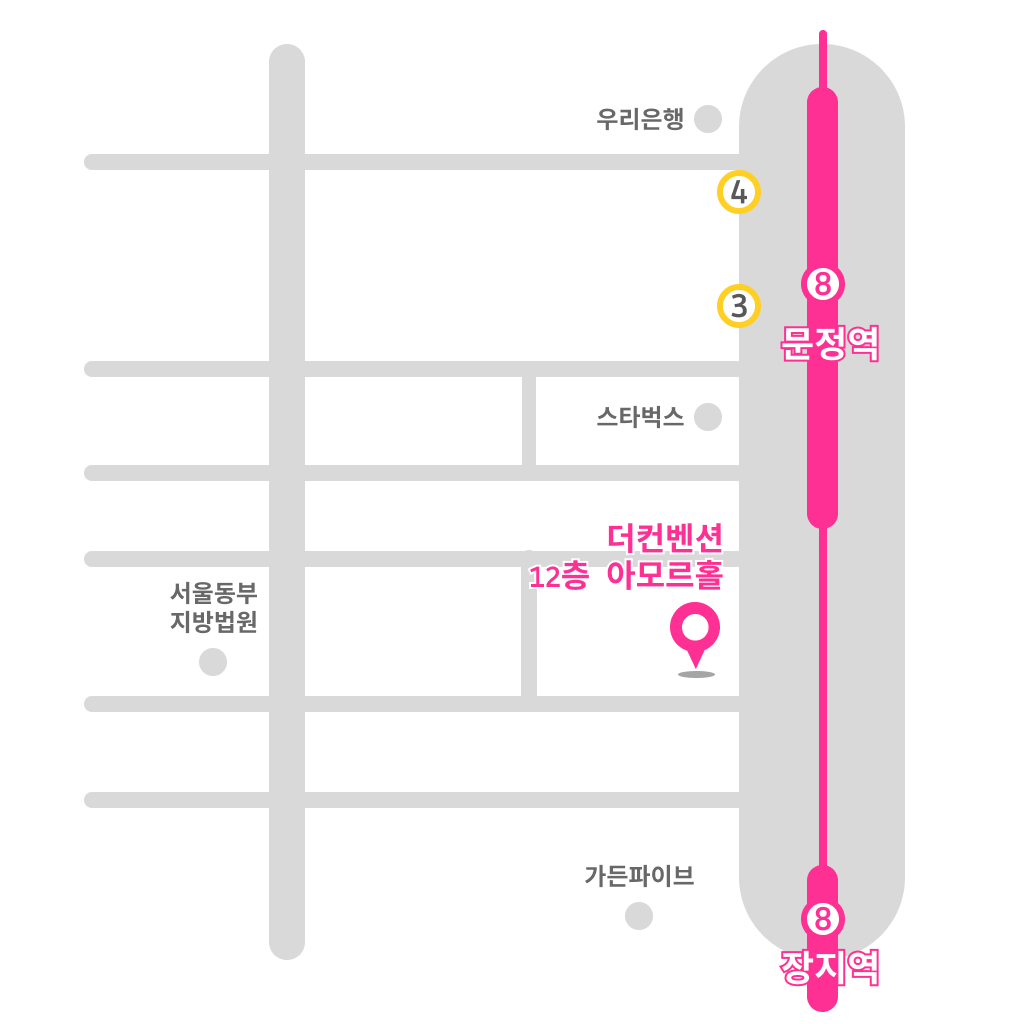 우리은행
4
3
8
문정역
스타벅스
더컨벤션
12층 아모르홀
서울동부
지방법원
가든파이브
8
장지역